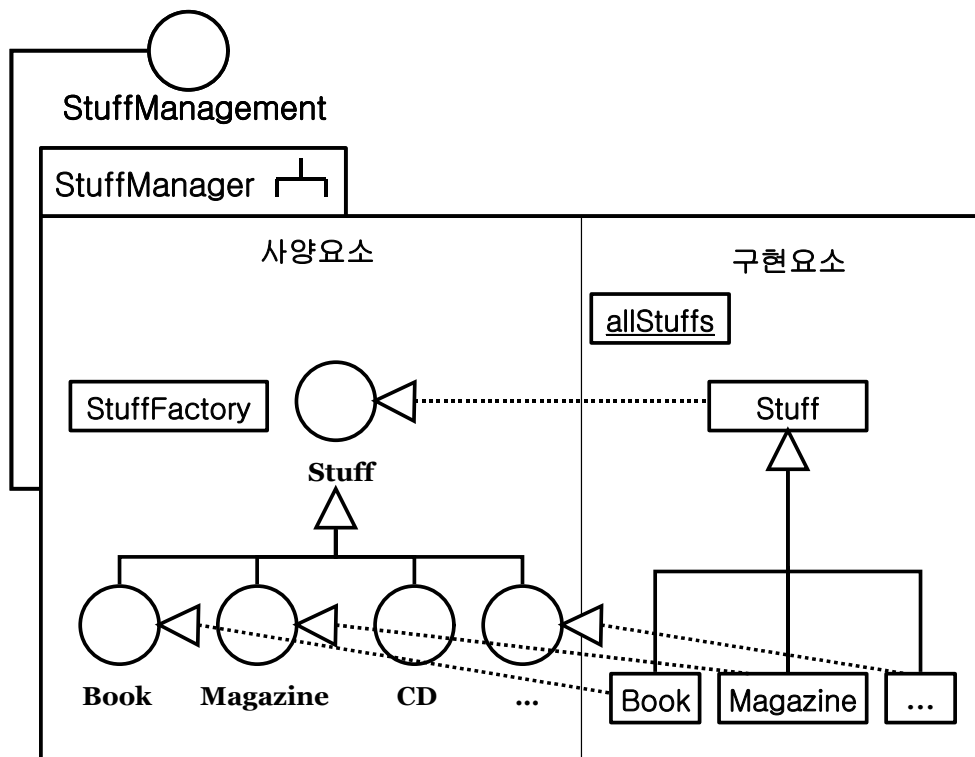 StuffManagement
StuffManager
사양요소
구현요소
allStuffs
StuffFactory
Stuff
Stuff
Book
Magazine
CD
...
Book
Magazine
...